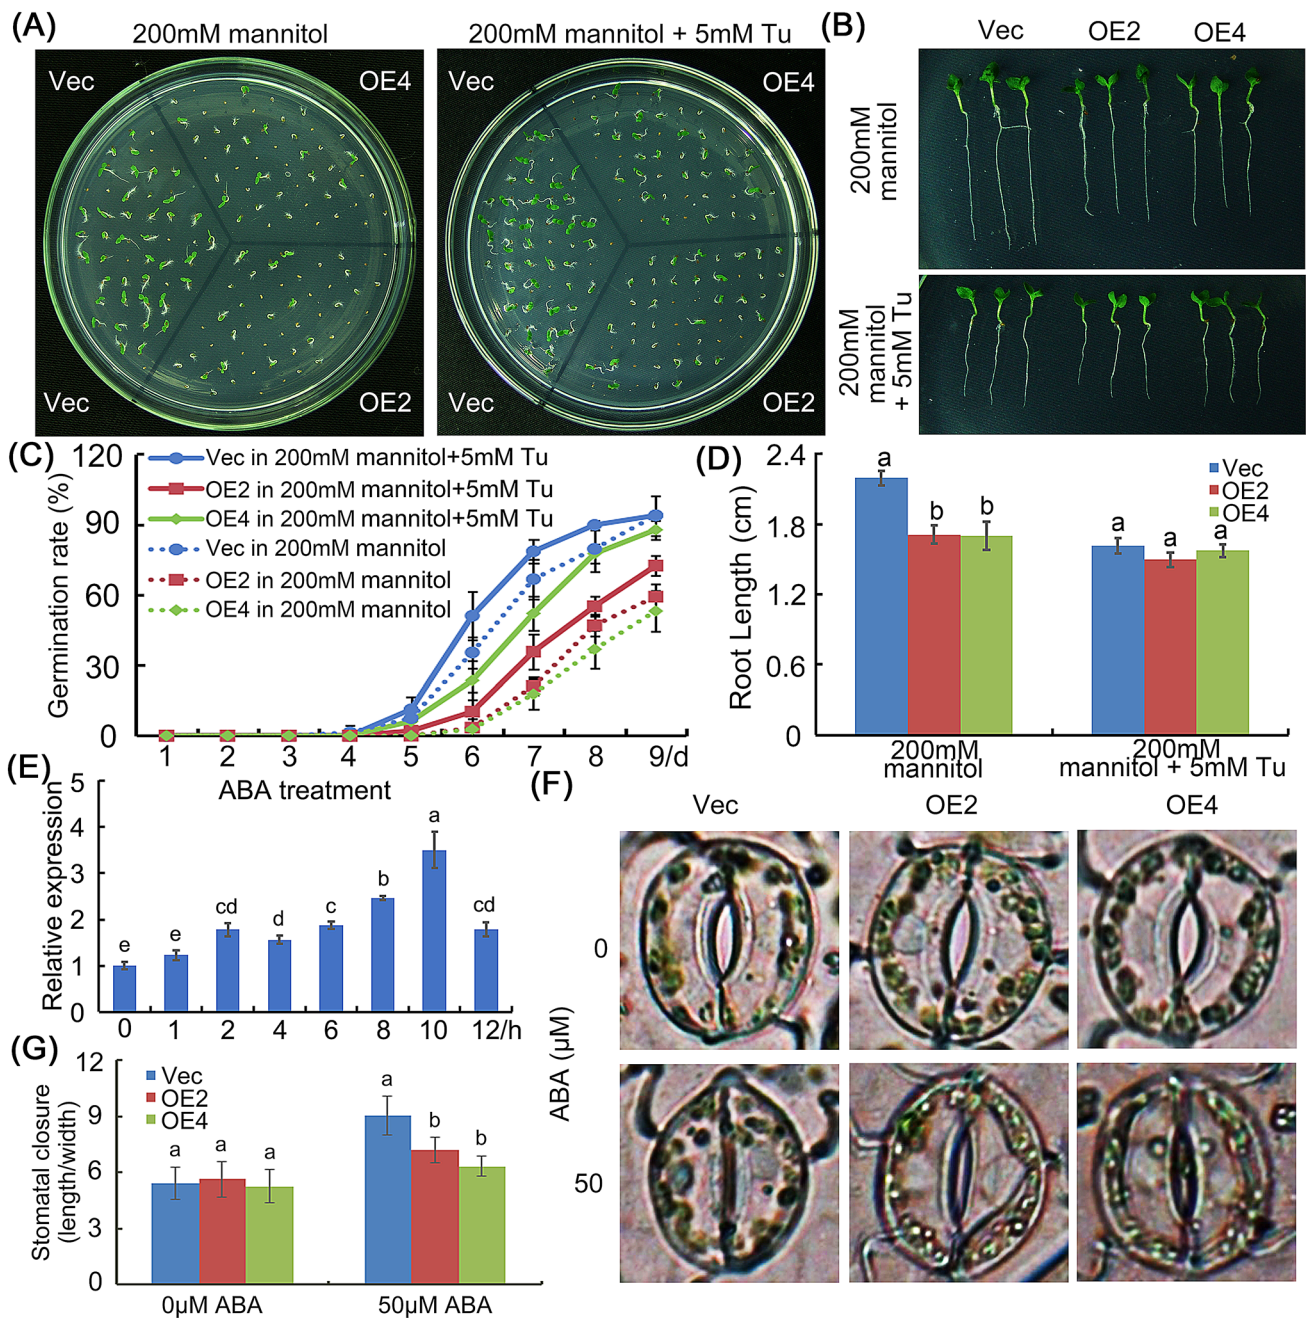 (A)
200mM mannitol
200mM mannitol + 5mM Tu
Vec
OE4
Vec
OE2
Vec
OE4
Vec
OE2
(B)
Vec
OE2
OE4
200mM
mannitol
200mM
mannitol
+ 5mM Tu
(C)
Germination rate (%)
120
90
60
30
0
Vec in 200mM mannitol+5mM Tu
OE2 in 200mM mannitol+5mM Tu
OE4 in 200mM mannitol+5mM Tu
Vec in 200mM mannitol
OE2 in 200mM mannitol
OE4 in 200mM mannitol
1 2 3 4 5 6 7 8 9/d
(D)
Root Length (cm)
2.4
1.8
1.2
0.6
0
Vec
OE2
OE4
a b b a a a
200mM
mannitol
200mM
mannitol + 5mM Tu
(E)
ABA treatment
Relative expression
5
4
3
2
1
0
e e cd d c b a cd
0 1 2 4 6 8 10 12/h
(F)
Vec
OE2
OE4
ABA (µM)
0
50
(G)
Stomatal closure
(length/width)
12
9
6
3
0
Vec
OE2
OE4
a a a a b b
0µM ABA
50µM ABA